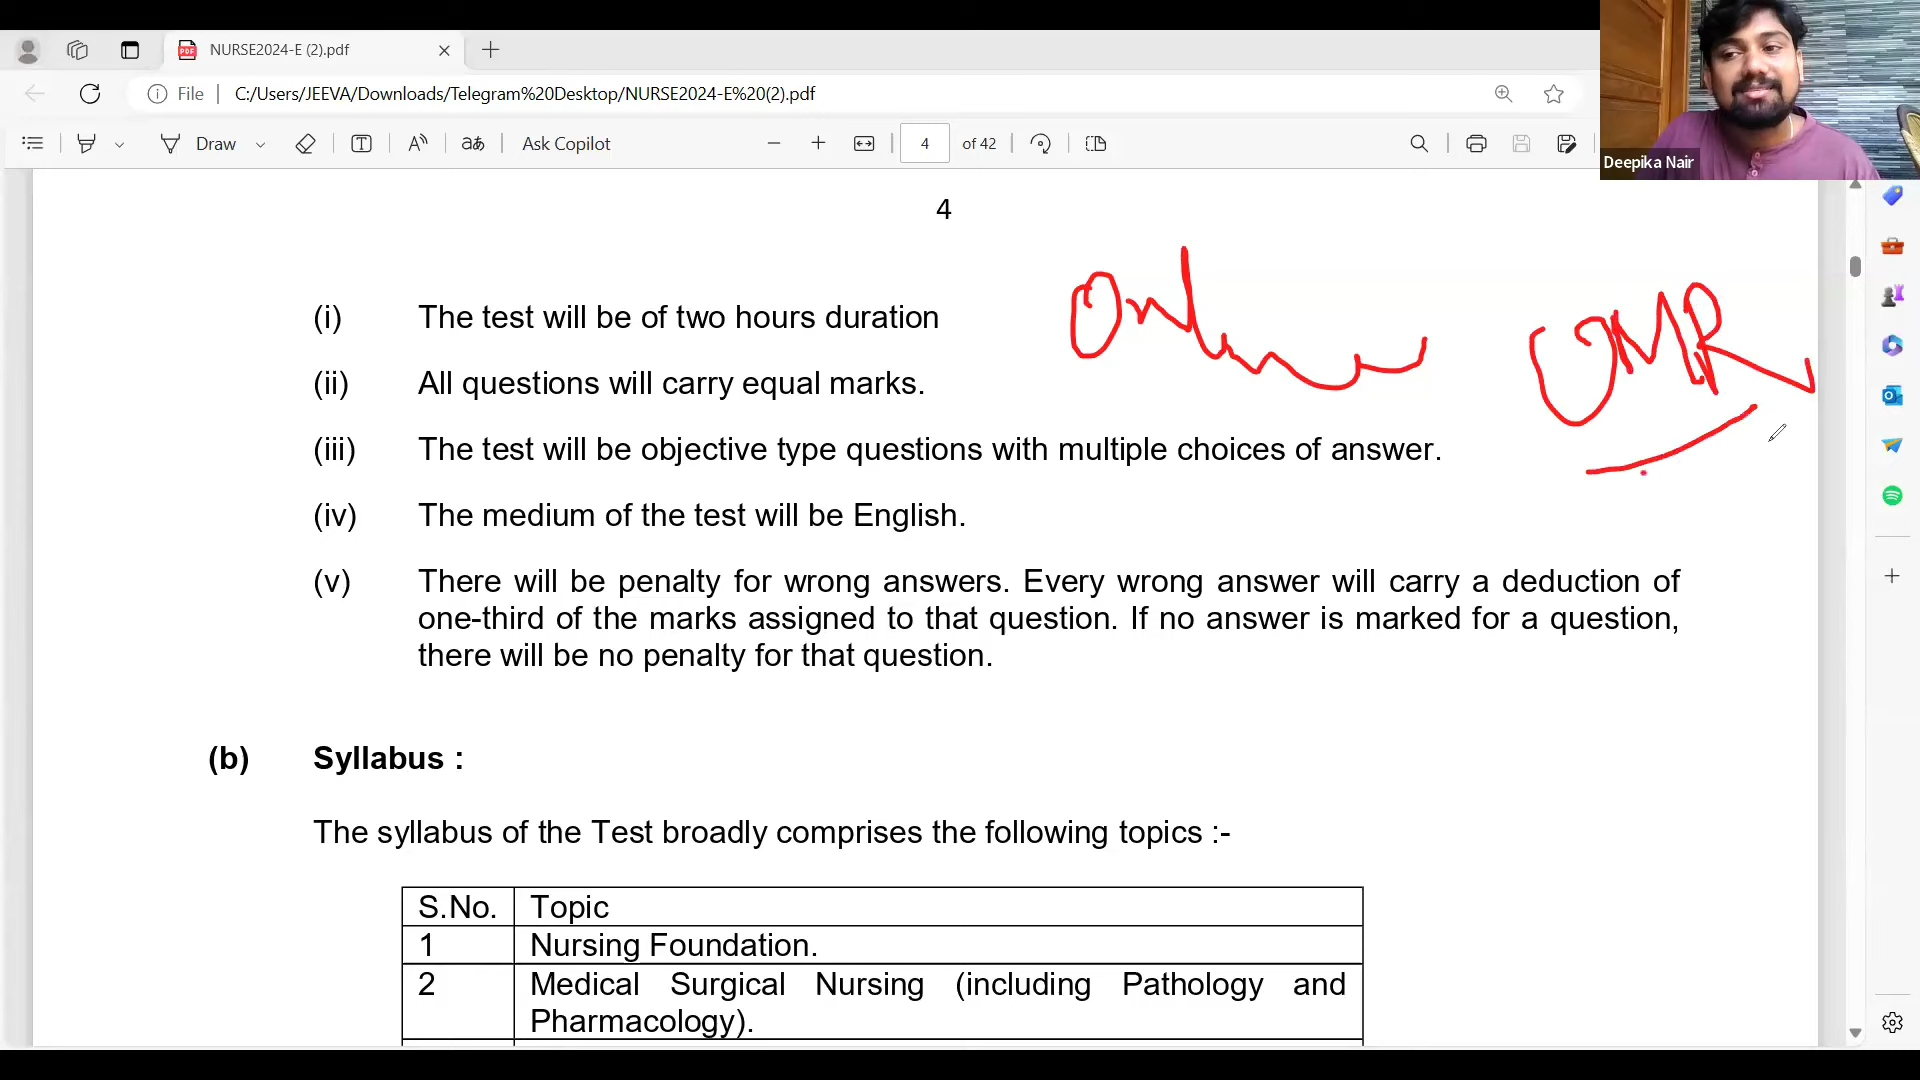 NURSE2024-E (2).pdf
File
C:/Users/JEEVA/Downloads/Telegram%20Desktop/NURSE2024-E%20(2).pdf
Draw
Ask Copilot
4 of 42
Deepika Nair
4
Online
OMR
(i) The test will be of two hours duration
(ii) All questions will carry equal marks.
(iii) The test will be objective type questions with multiple choices of answer.
(iv) The medium of the test will be English.
(v) There will be penalty for wrong answers. Every wrong answer will carry a deduction of
one-third of the marks assigned to that question. If no answer is marked for a question,
there will be no penalty for that question.
(b) Syllabus :
The syllabus of the Test broadly comprises the following topics :-
S.No. Topic
1 Nursing Foundation.
2 Medical Surgical Nursing (including Pathology and
Pharmacology).